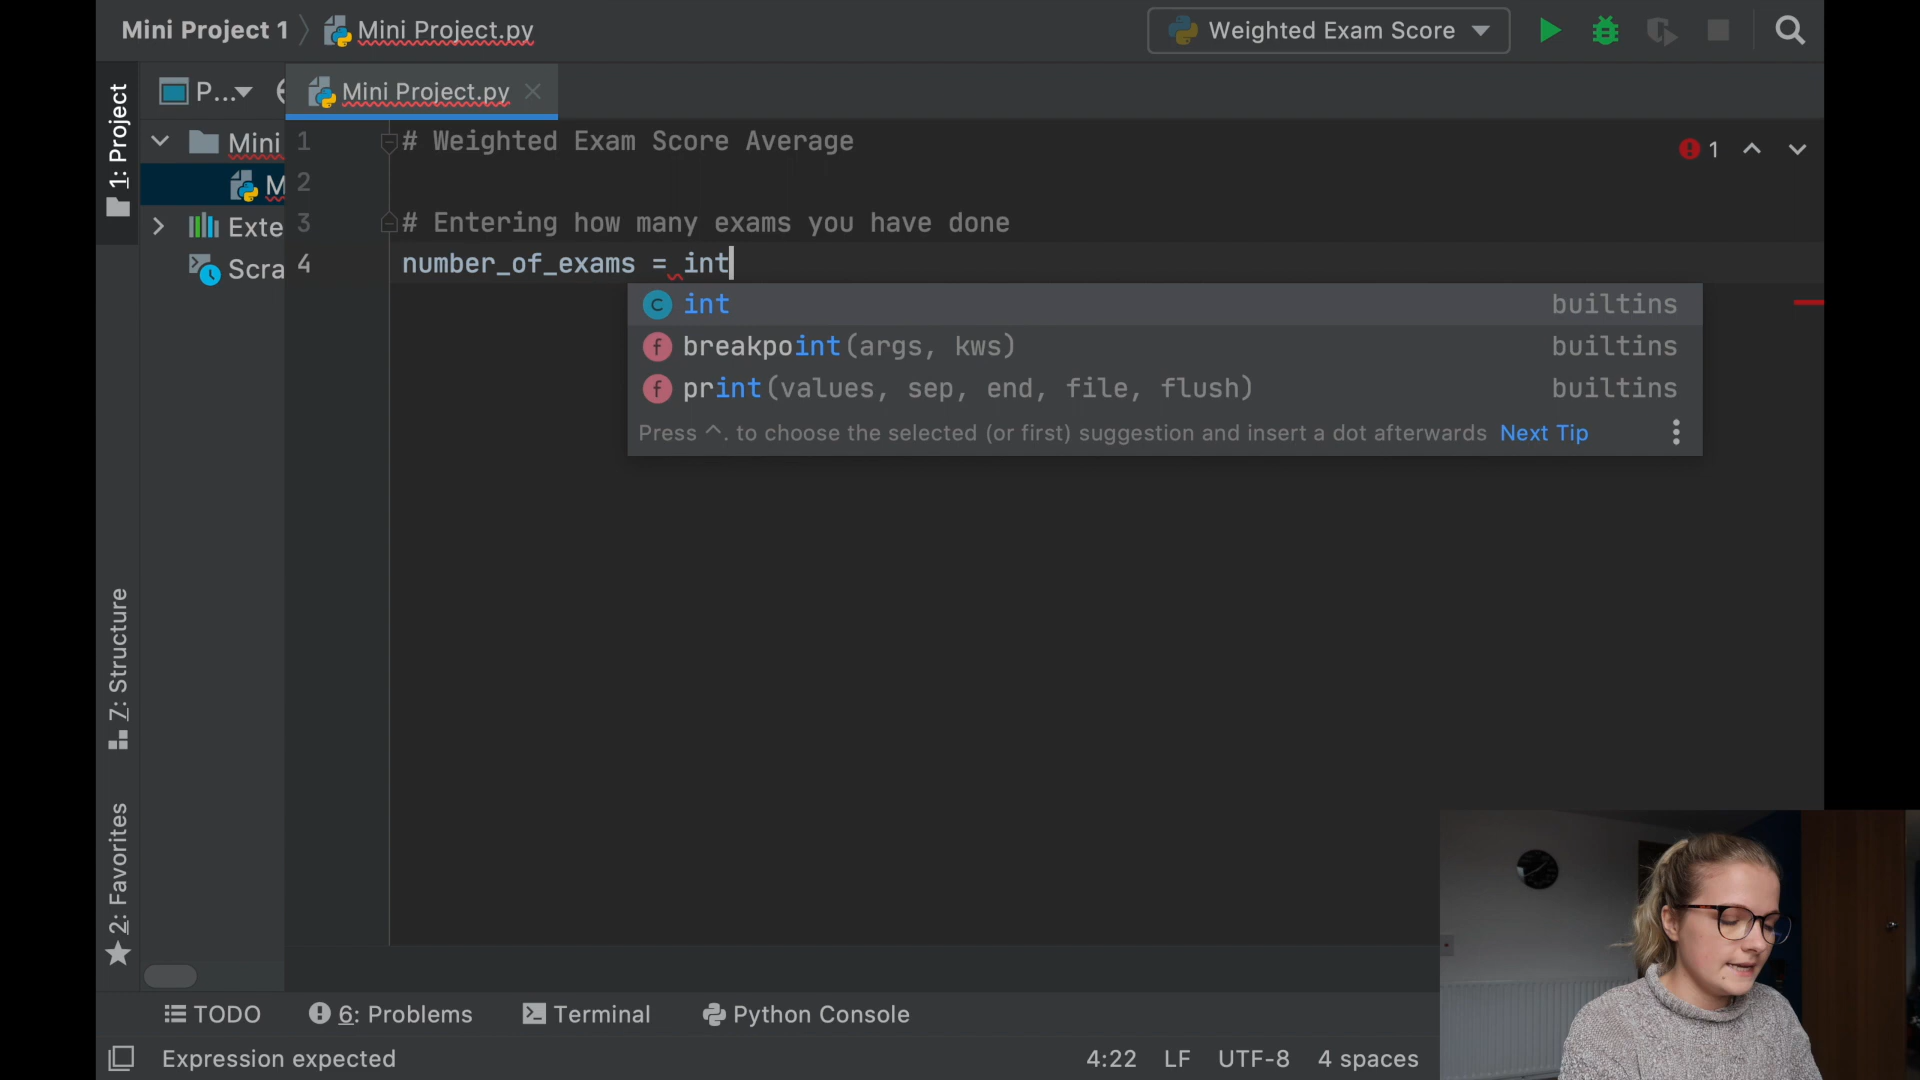 Mini Project 1
Mini Project.py
Weighted Exam Score
1: Project
P...
Mini Project.py
Mini
M
Exte
Scra
1 # Weighted Exam Score Average
2
3 # Entering how many exams you have done
4 number_of_exams = int
1
int builtins
breakpoint(args, kws) builtins
print(values, sep, end, file, flush) builtins
Press ^. to choose the selected (or first) suggestion and insert a dot afterwards Next Tip
7: Structure
2: Favorites
TODO
6: Problems
Terminal
Python Console
Expression expected
4:22 LF UTF-8 4 spaces